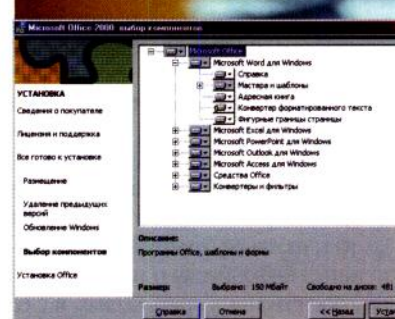 Microsoft Office 2000: выбор компонентов
Microsoft Office
Microsoft Word для Windows
Справка
Мастера и шаблоны
Адресная книга
Конвертер форматированного текста
Фигурные границы страницы
Microsoft Excel для Windows
Microsoft PowerPoint для Windows
Microsoft Outlook для Windows
Microsoft Access для Windows
Средства Office
Конвертеры и фильтры
УСТАНОВКА
Сведения о покупателе
Лицензия и поддержка
Все готово к установке
Размещение
Удаление предыдущих версий
Обновление Windows
Выбор компонентов
Установка Office
Описание:
Программы Office, шаблоны и формы
Размер: Выбрано: 150 Мбайт Свободно на диске: 481
Справка Отмена << Назад Уста